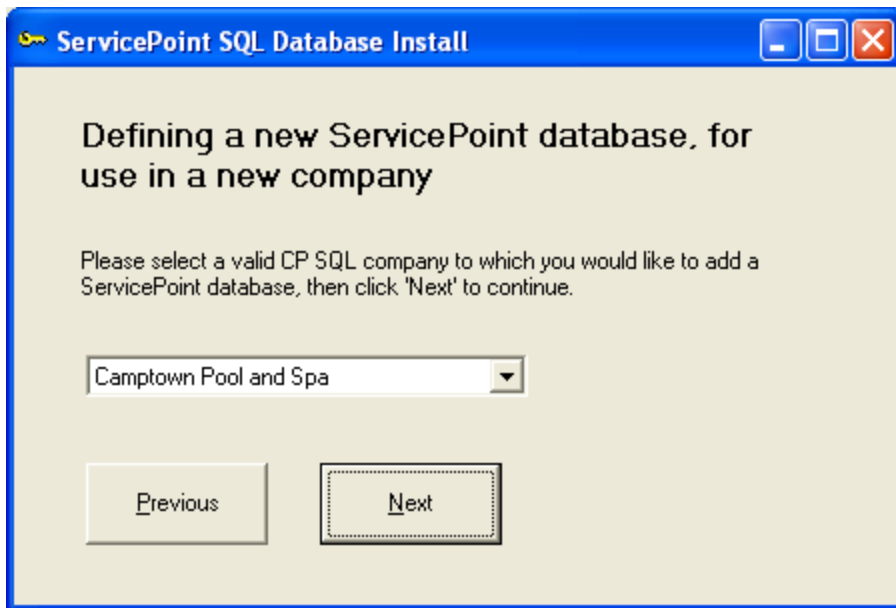 ServicePoint SQL Database Install
Defining a new ServicePoint database, for
use in a new company
Please select a valid CP SQL company to which you would like to add a
ServicePoint database, then click 'Next' to continue.
Camptown Pool and Spa
Previous
Next